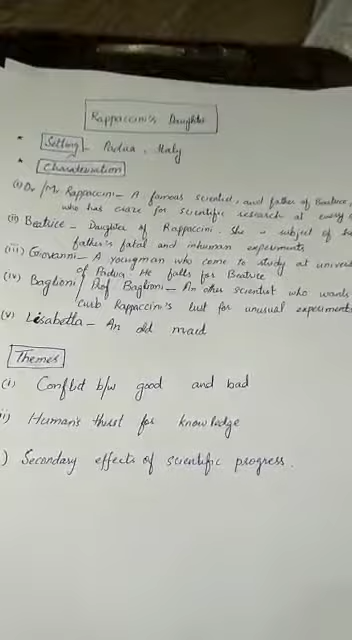 Rappaccini's Daughter
* Setting - Padua, Italy
* Characterisation
(i) Dr/Mr. Rappaccini - A famous scientist, and father of Beatrice,
who has craze for scientific research at every
(ii) Beatrice - Daughter of Rappaccini. She is subject of
father's fatal and inhuman experiments
(iii) Giovanni - A young man who come to study at
of Padua. He falls for Beatrice
(iv) Baglioni/Prof Baglioni - An other scientist who wants
curb Rappaccini's lust for unusual experiments
(v) Lisabetta - An old maid
Themes
(i) Conflict b/w good and bad
ii) Human's thirst for knowledge
) Secondary effects of scientific progress.